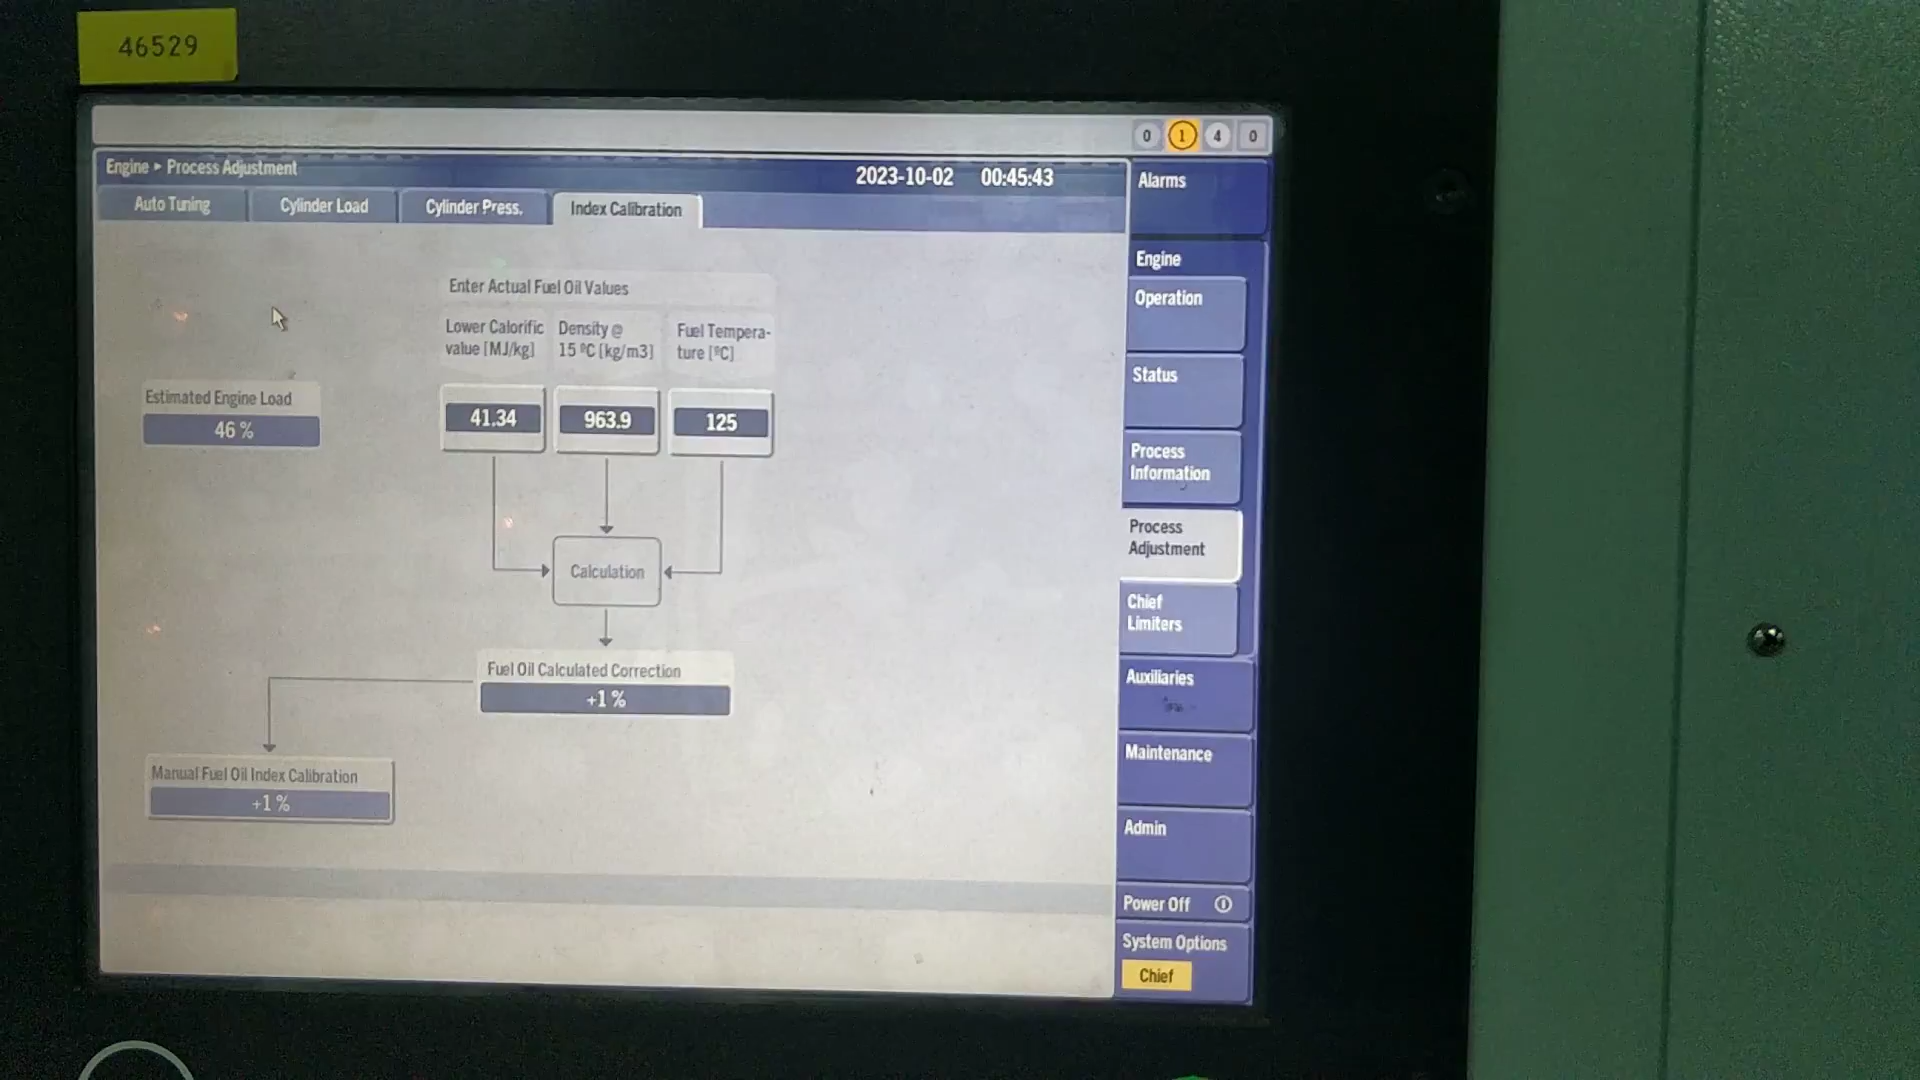 46529
0 1 4 0
Engine ▸ Process Adjustment
2023-10-02 00:45:43
Auto Tuning
Cylinder Load
Cylinder Press.
Index Calibration
Enter Actual Fuel Oil Values
Lower Calorific
value [MJ/kg]
Density @
15 ºC [kg/m3]
Fuel Tempera-
ture [ºC]
41.34
963.9
125
Estimated Engine Load
46 %
Calculation
Fuel Oil Calculated Correction
+1 %
Manual Fuel Oil Index Calibration
+1 %
Alarms
Engine
Operation
Status
Process
Information
Process
Adjustment
Chief
Limiters
Auxiliaries
Maintenance
Admin
Power Off
System Options
Chief